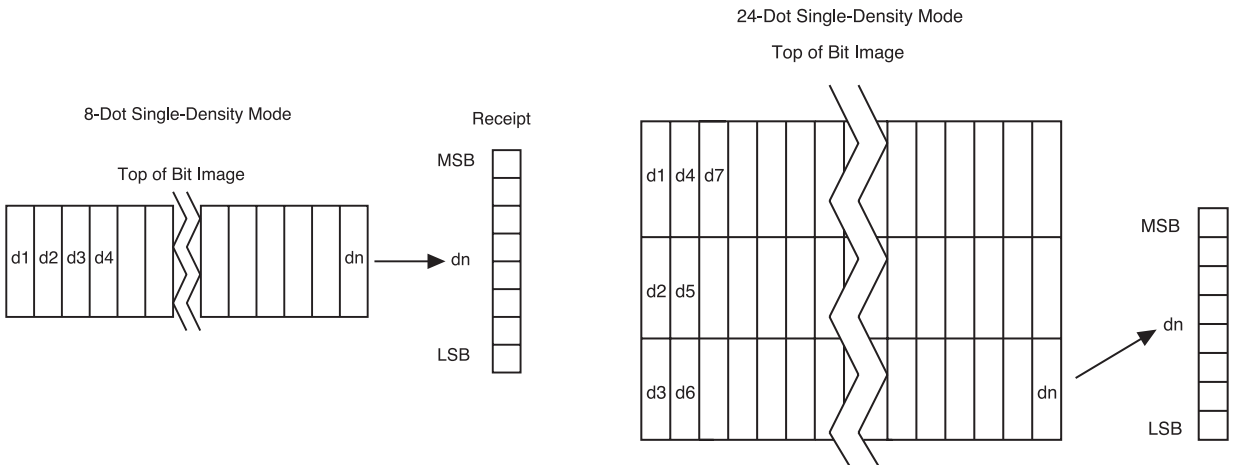 8-Dot Single-Density Mode
Top of Bit Image
d1 d2 d3 d4 dn
Receipt
MSB
dn
LSB
24-Dot Single-Density Mode
Top of Bit Image
d1 d4 d7
d2 d5
d3 d6 dn
MSB
dn
LSB